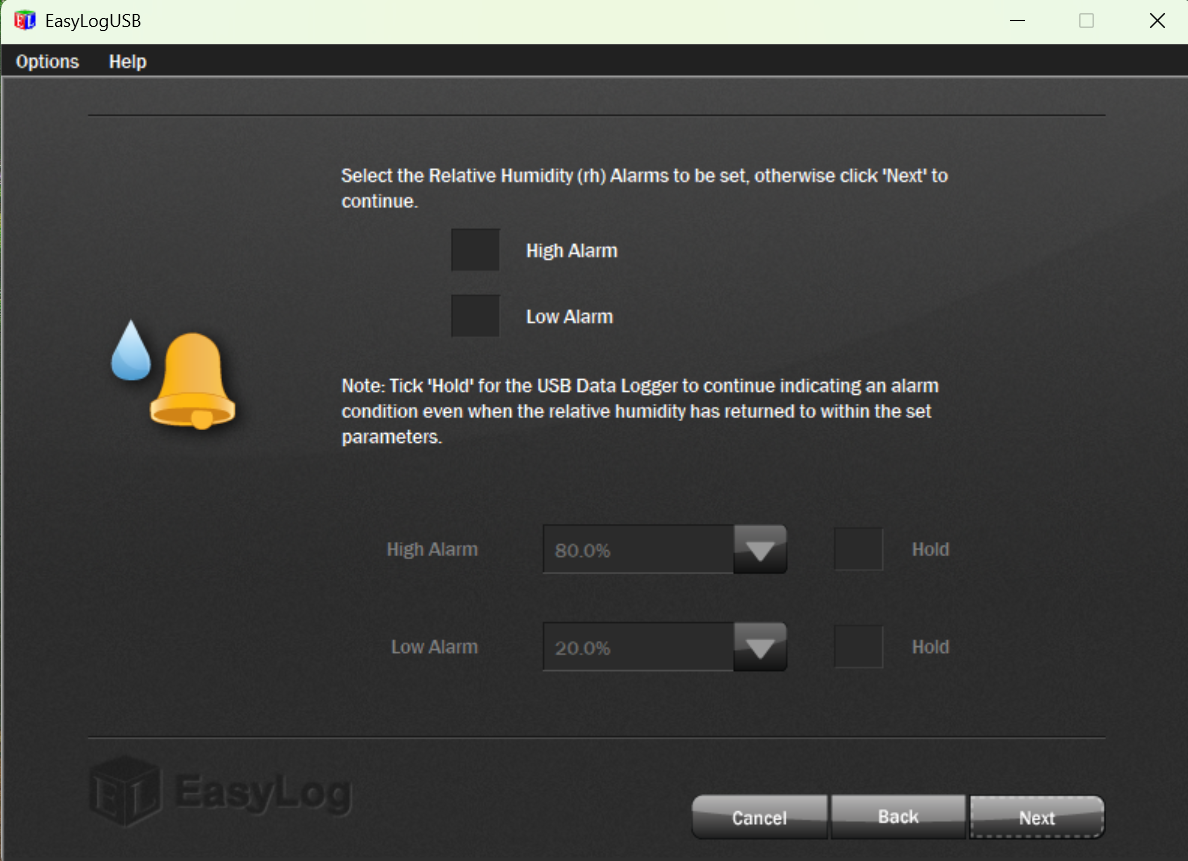 EasyLogUSB
Options Help
Select the Relative Humidity (rh) Alarms to be set, otherwise click 'Next' to
continue.
High Alarm
Low Alarm
Note: Tick 'Hold' for the USB Data Logger to continue indicating an alarm
condition even when the relative humidity has returned to within the set
parameters.
High Alarm 80.0% Hold
Low Alarm 20.0% Hold
EL EasyLog
Cancel Back Next